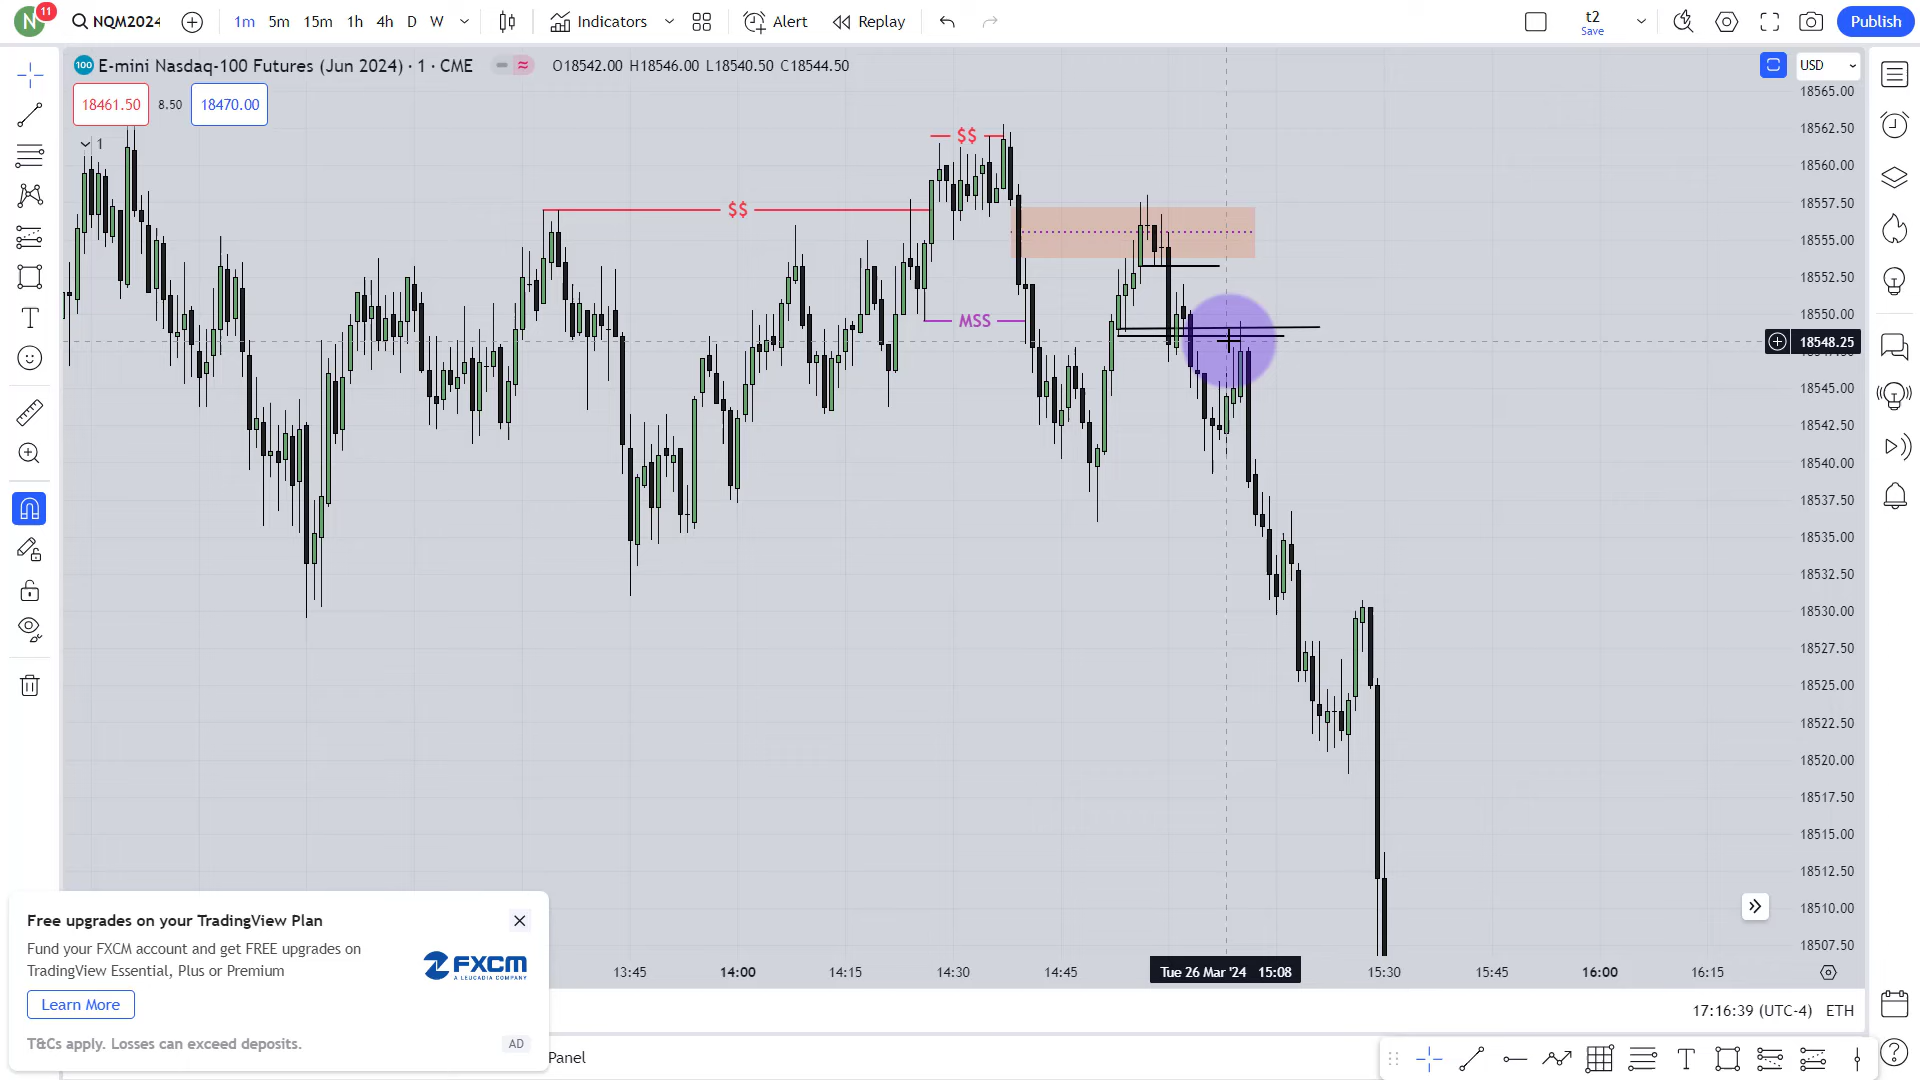 N 11 NQM2024 1m 5m 15m 1h 4h D W Indicators Alert Replay t2 Save Publish
100 E-mini Nasdaq-100 Futures (Jun 2024) · 1 · CME O18542.00 H18546.00 L18540.50 C18544.50 USD
18461.50 8.50 18470.00
1
$$
$$
MSS
18565.00
18562.50
18560.00
18557.50
18555.00
18552.50
18550.00
18548.25
18545.00
18542.50
18540.00
18537.50
18535.00
18532.50
18530.00
18527.50
18525.00
18522.50
18520.00
18517.50
18515.00
18512.50
18510.00
18507.50
13:45 14:00 14:15 14:30 14:45 Tue 26 Mar '24 15:08 15:30 15:45 16:00 16:15
Free upgrades on your TradingView Plan
Fund your FXCM account and get FREE upgrades on
TradingView Essential, Plus or Premium
FXCM
A LEUCADIA COMPANY
Learn More
T&Cs apply. Losses can exceed deposits. AD
17:16:39 (UTC-4) ETH
Panel